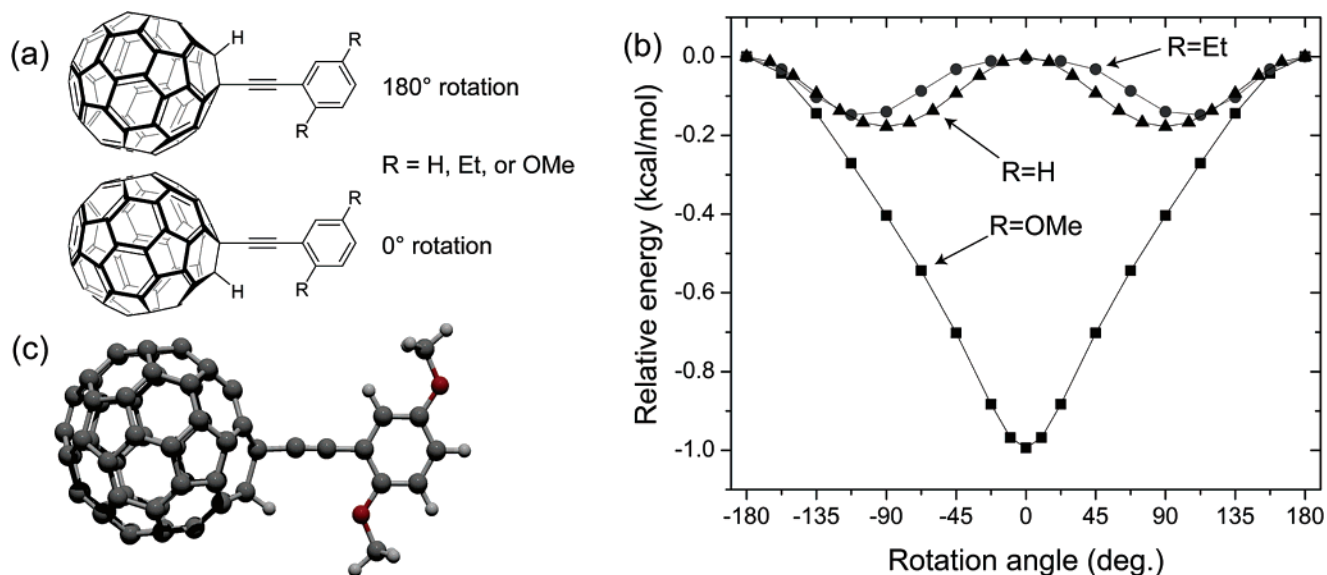 (a)
H
R
R
180° rotation
R = H, Et, or OMe
R
R
H
0° rotation
(c)
(b)
Relative energy (kcal/mol)
0.0
-0.2
-0.4
-0.6
-0.8
-1.0
R=Et
R=H
R=OMe
-180 -135 -90 -45 0 45 90 135 180
Rotation angle (deg.)